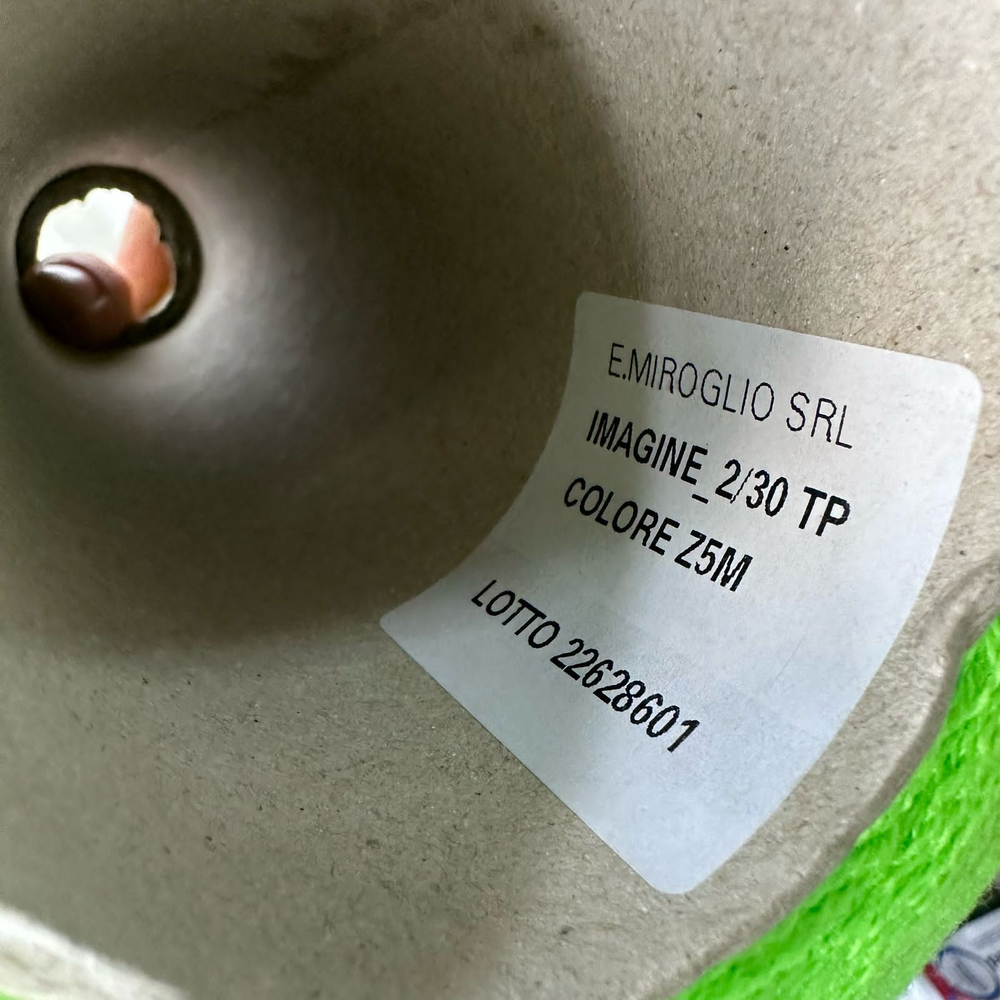 E.MIROGLIO SRL
IMAGINE_2/30 TP
COLORE Z5M
LOTTO 22628601